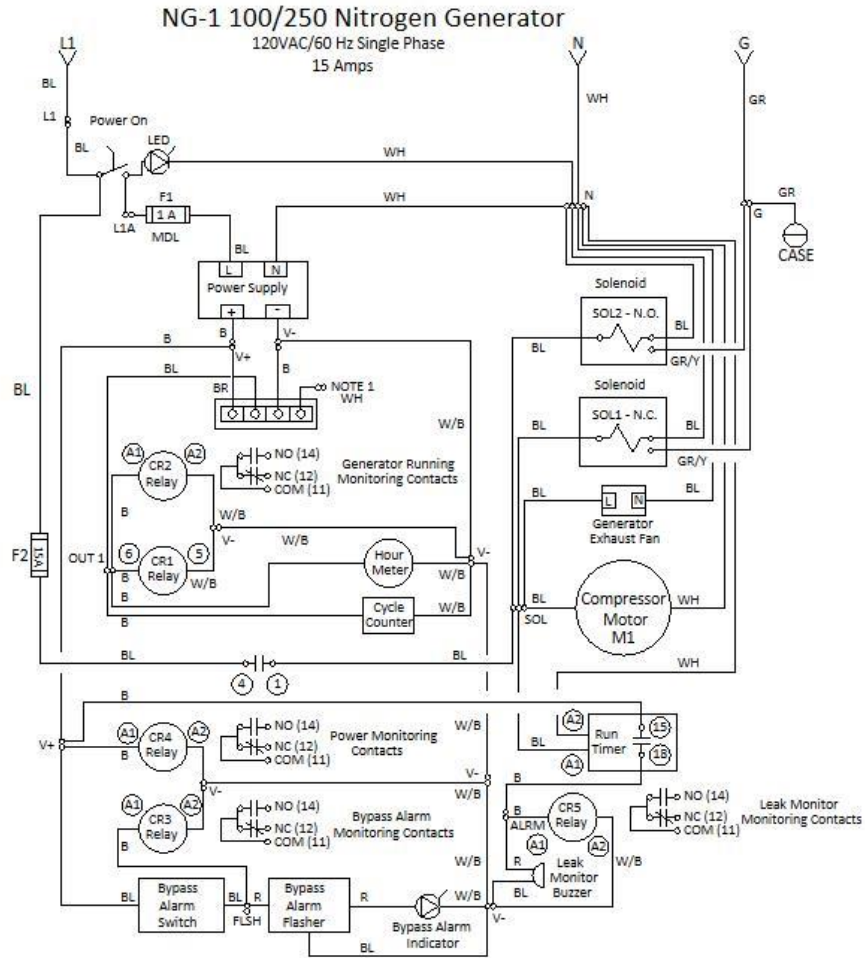 NG-1 100/250 Nitrogen Generator
120VAC/60 Hz Single Phase
15 Amps
L1
N
G
BL
WH
GR
L1
Power On
BL
LED
WH
F1
1 A
MDL
L1A
WH
N
G
GR
CASE
BL
L
N
Power Supply
+
-
B
V-
V+
BL
BR
B
NOTE 1
WH
Solenoid
SOL2 - N.O.
BL
BL
GR/Y
Solenoid
SOL1 - N.C.
BL
BL
GR/Y
BL
W/B
A1
A2
CR2
Relay
NO (14)
NC (12)
COM (11)
Generator Running
Monitoring Contacts
B
W/B
V-
W/B
V-
BL
L
N
BL
Generator
Exhaust Fan
F2
15A
OUT 1
6
5
CR1
Relay
B
W/B
Hour
Meter
W/B
B
B
Cycle
Counter
W/B
BL
SOL
Compressor
Motor
M1
WH
BL
BL
4
1
WH
B
W/B
V+
A1
A2
CR4
Relay
B
NO (14)
NC (12)
COM (11)
Power Monitoring
Contacts
V-
V-
W/B
A2
Run
Timer
15
18
BL
A1
A1
A2
CR3
Relay
B
NO (14)
NC (12)
COM (11)
Bypass Alarm
Monitoring Contacts
W/B
B
B
ALRM
CR5
Relay
A1
A2
W/B
NO (14)
NC (12)
COM (11)
Leak Monitor
Monitoring Contacts
R
BL
Leak
Monitor
Buzzer
BL
Bypass
Alarm
Switch
BL
R
FLSH
Bypass
Alarm
Flasher
R
W/B
V-
Bypass Alarm
Indicator
BL